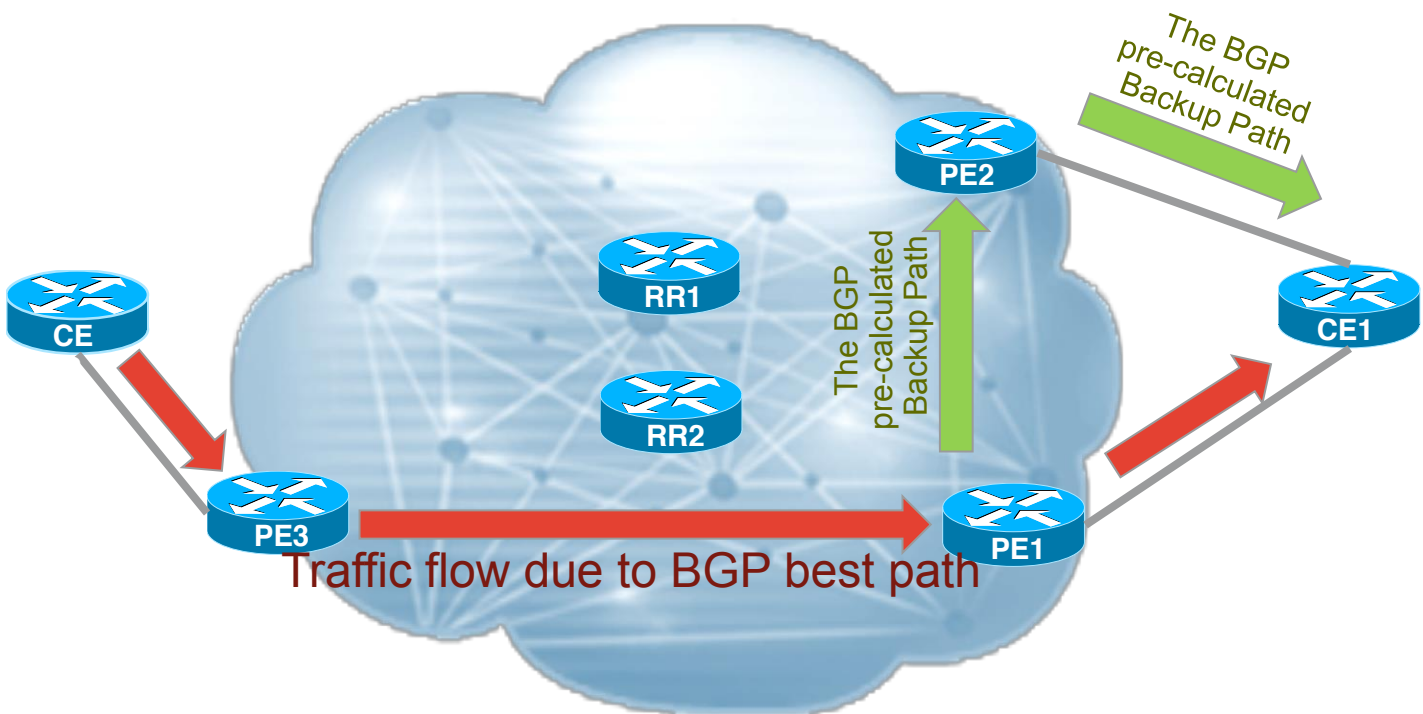 The BGP
pre-calculated
Backup Path
PE2
The BGP
pre-calculated
Backup Path
RR1
CE
CE1
RR2
PE3
PE1
Traffic flow due to BGP best path